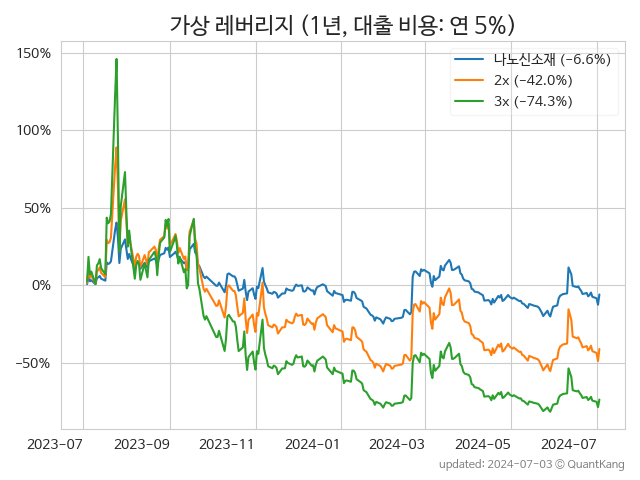 가상 레버리지 (1년, 대출 비용: 연 5%)
150%
100%
50%
0%
−50%
나노신소재 (−6.6%)
2x (−42.0%)
3x (−74.3%)
2023-07
2023-09
2023-11
2024-01
2024-03
2024-05
2024-07
updated: 2024-07-03 © QuantKang